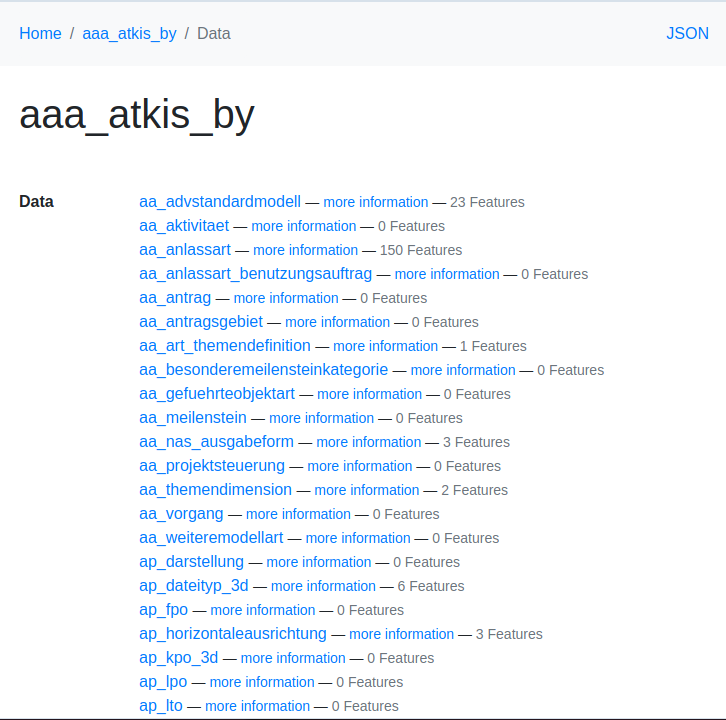 Home / aaa_atkis_by / Data JSON
aaa_atkis_by
Data aa_advstandardmodell — more information — 23 Features
aa_aktivitaet — more information — 0 Features
aa_anlassart — more information — 150 Features
aa_anlassart_benutzungsauftrag — more information — 0 Features
aa_antrag — more information — 0 Features
aa_antragsgebiet — more information — 0 Features
aa_art_themendefinition — more information — 1 Features
aa_besonderemeilensteinkategorie — more information — 0 Features
aa_gefuehrteobjektart — more information — 0 Features
aa_meilenstein — more information — 0 Features
aa_nas_ausgabeform — more information — 3 Features
aa_projektsteuerung — more information — 0 Features
aa_themendimension — more information — 2 Features
aa_vorgang — more information — 0 Features
aa_weiteremodellart — more information — 0 Features
ap_darstellung — more information — 0 Features
ap_dateityp_3d — more information — 6 Features
ap_fpo — more information — 0 Features
ap_horizontaleausrichtung — more information — 3 Features
ap_kpo_3d — more information — 0 Features
ap_lpo — more information — 0 Features
ap_lto — more information — 0 Features